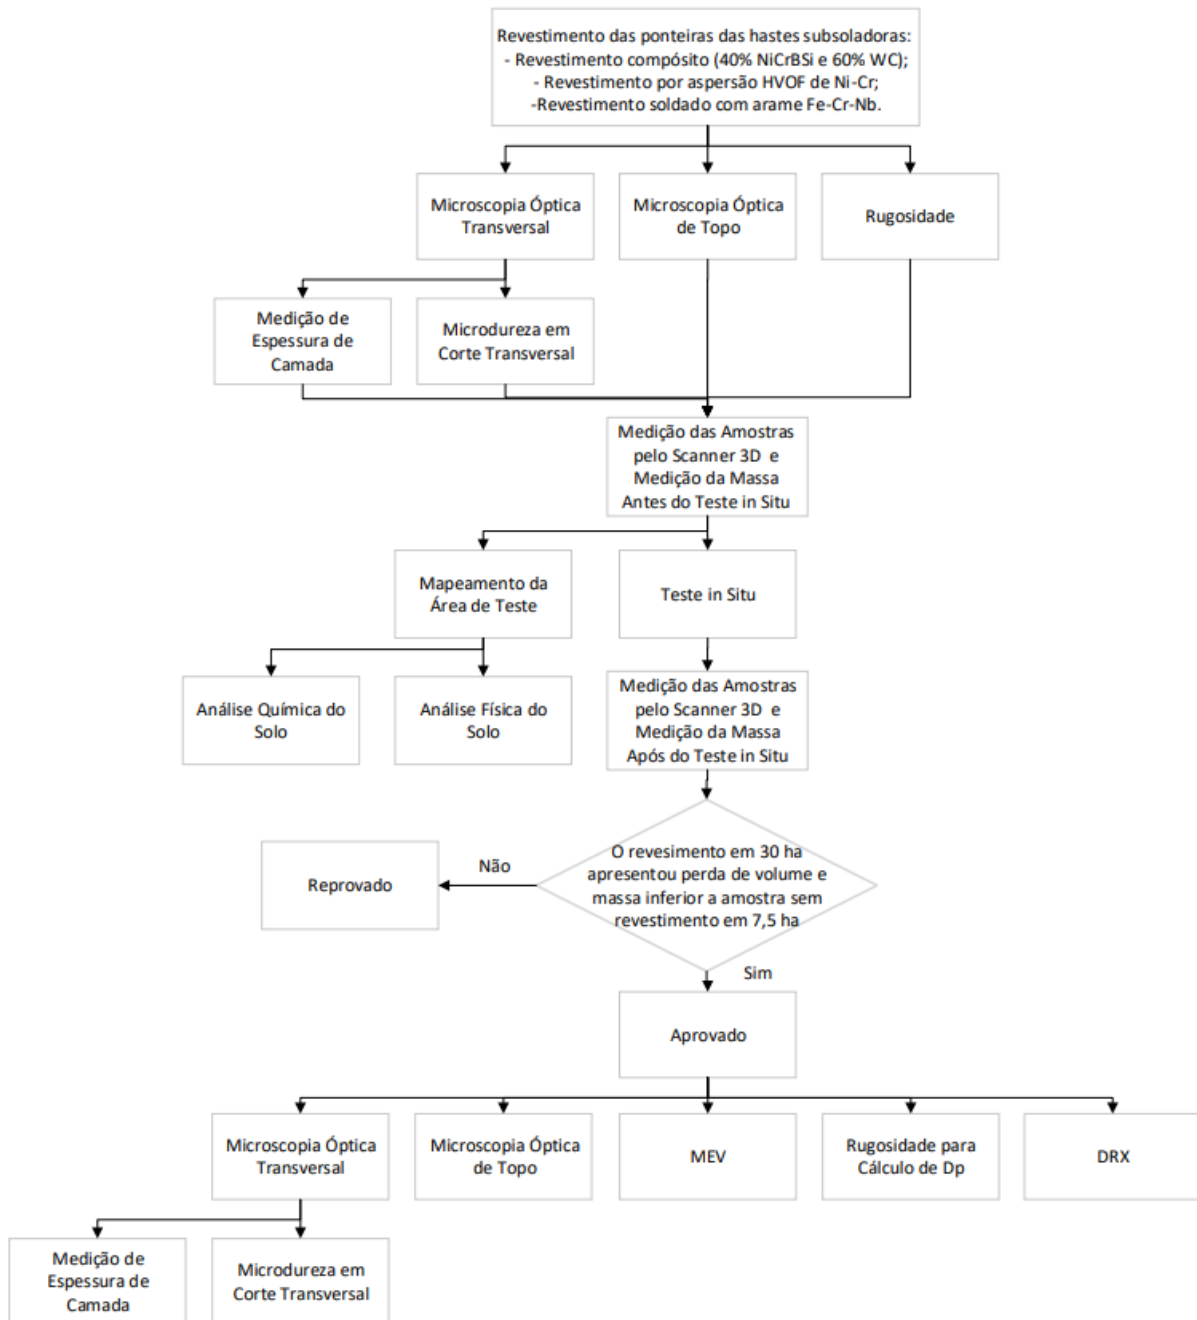 Revestimento das ponteiras das hastes subsoladoras:
- Revestimento compósito (40% NiCrBSi e 60% WC);
- Revestimento por aspersão HVOF de Ni-Cr;
-Revestimento soldado com arame Fe-Cr-Nb.
Microscopia Óptica
Transversal
Microscopia Óptica
de Topo
Rugosidade
Medição de
Espessura de
Camada
Microdureza em
Corte Transversal
Medição das Amostras
pelo Scanner 3D e
Medição da Massa
Antes do Teste in Situ
Mapeamento da
Área de Teste
Teste in Situ
Análise Química do
Solo
Análise Física do
Solo
Medição das Amostras
pelo Scanner 3D e
Medição da Massa
Após do Teste in Situ
O revesimento em 30 ha
apresentou perda de volume e
massa inferior a amostra sem
revestimento em 7,5 ha
Não
Reprovado
Sim
Aprovado
Microscopia Óptica
Transversal
Microscopia Óptica
de Topo
MEV
Rugosidade para
Cálculo de Dp
DRX
Medição de
Espessura de
Camada
Microdureza em
Corte Transversal